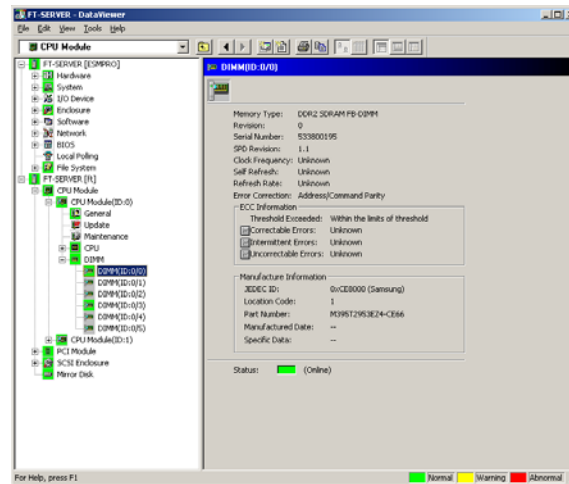 FT-SERVER - DataViewer
File Edit View Tools Help
CPU Module
FT-SERVER [ESMPRO]
Hardware
System
I/O Device
Enclosure
Software
Network
BIOS
Local Polling
File System
FT-SERVER [ft]
CPU Module
CPU Module(ID:0)
General
Update
Maintenance
CPU
DIMM
DIMM(ID:0/0)
DIMM(ID:0/1)
DIMM(ID:0/2)
DIMM(ID:0/3)
DIMM(ID:0/4)
DIMM(ID:0/5)
CPU Module(ID:1)
PCI Module
SCSI Enclosure
Mirror Disk
DIMM(ID:0/0)
Memory Type: DDR2 SDRAM FB-DIMM
Revision: 0
Serial Number: 533800195
SPD Revision: 1.1
Clock Frequency: Unknown
Self Refresh: Unknown
Refresh Rate: Unknown
Error Correction: Address/Command Parity
ECC Information
Threshold Exceeded: Within the limits of threshold
Correctable Errors: Unknown
Intermittent Errors: Unknown
Uncorrectable Errors: Unknown
Manufacture Information
JEDEC ID: 0xCE0000 (Samsung)
Location Code: 1
Part Number: M395T2953EZ4-CE66
Manufactured Date: --
Specific Data: --
Status: (Online)
For Help, press F1
Normal Warning Abnormal